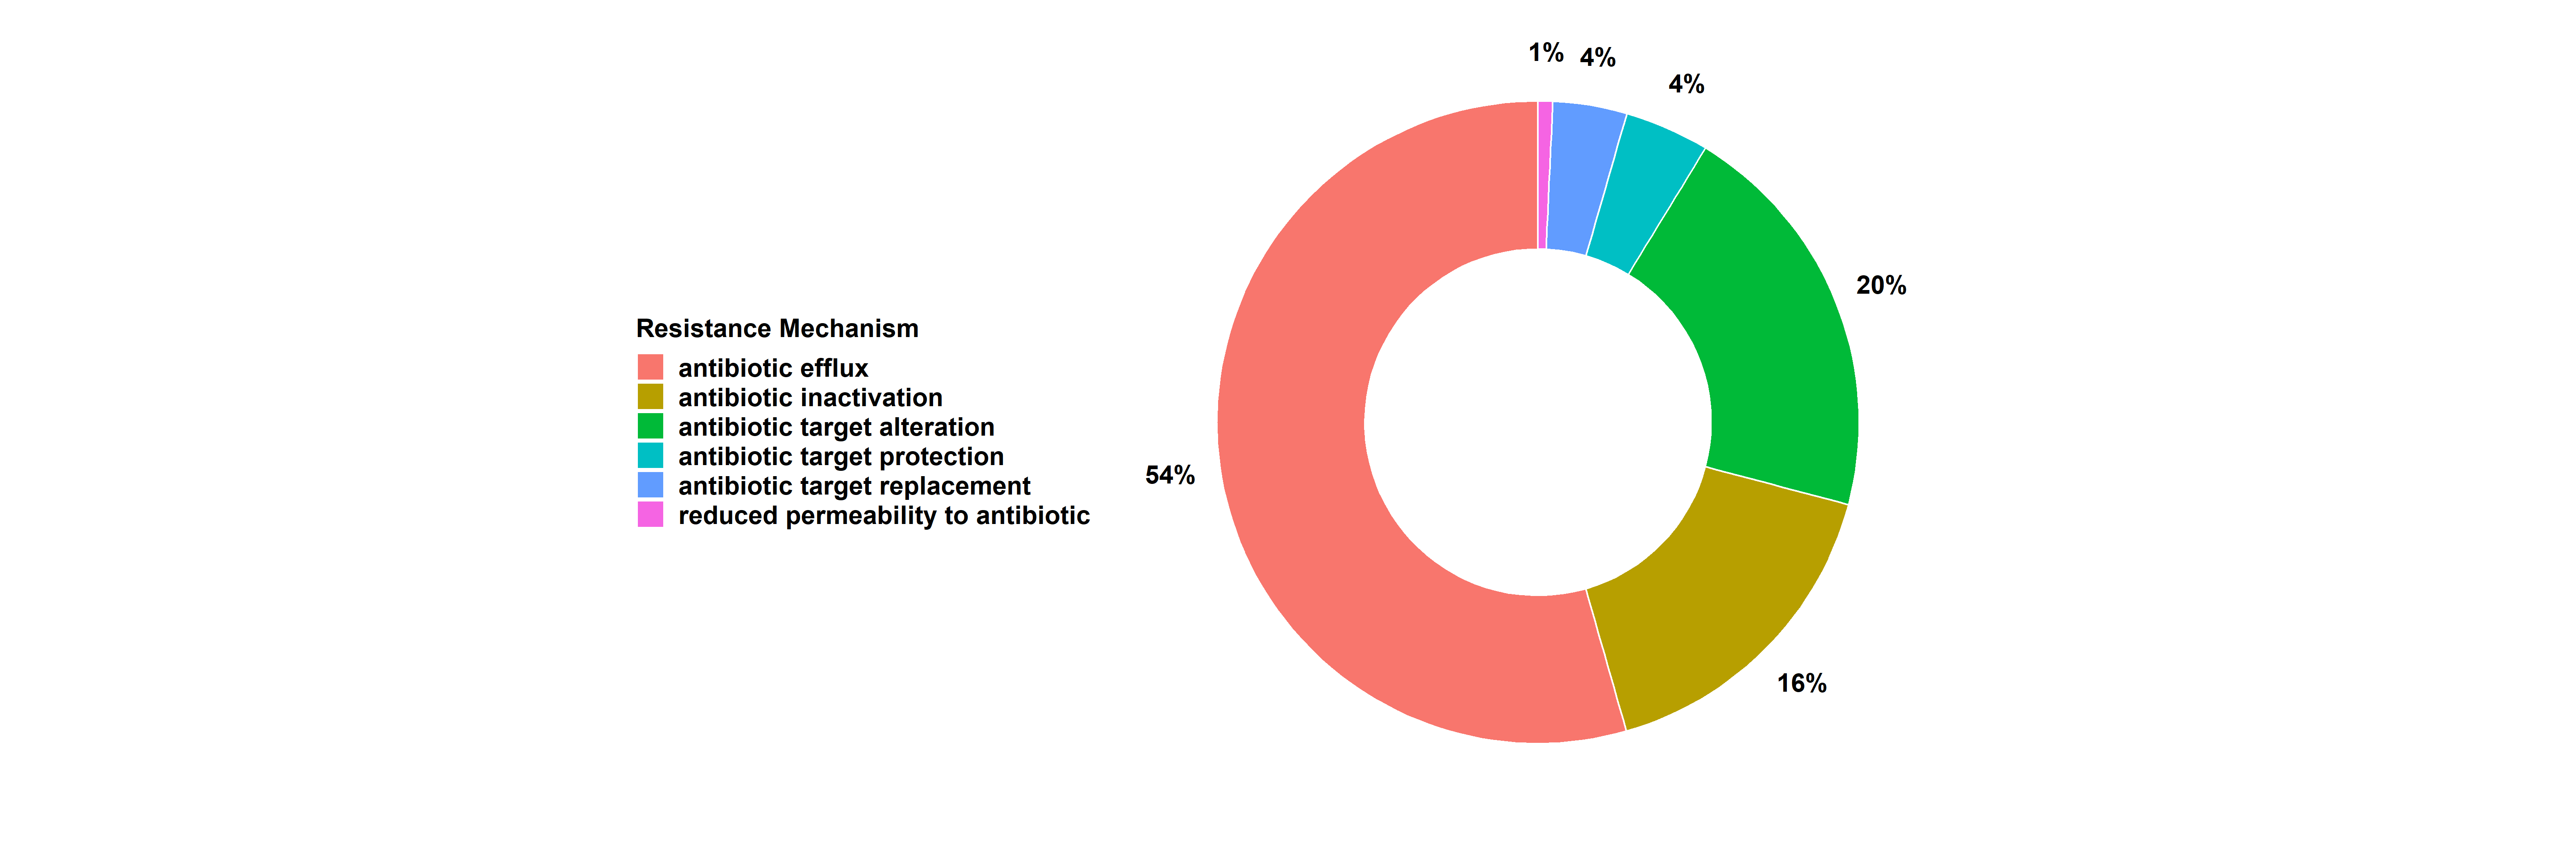 Resistance Mechanism
antibiotic efflux
antibiotic inactivation
antibiotic target alteration
antibiotic target protection
antibiotic target replacement
reduced permeability to antibiotic
1%
4%
4%
20%
54%
16%